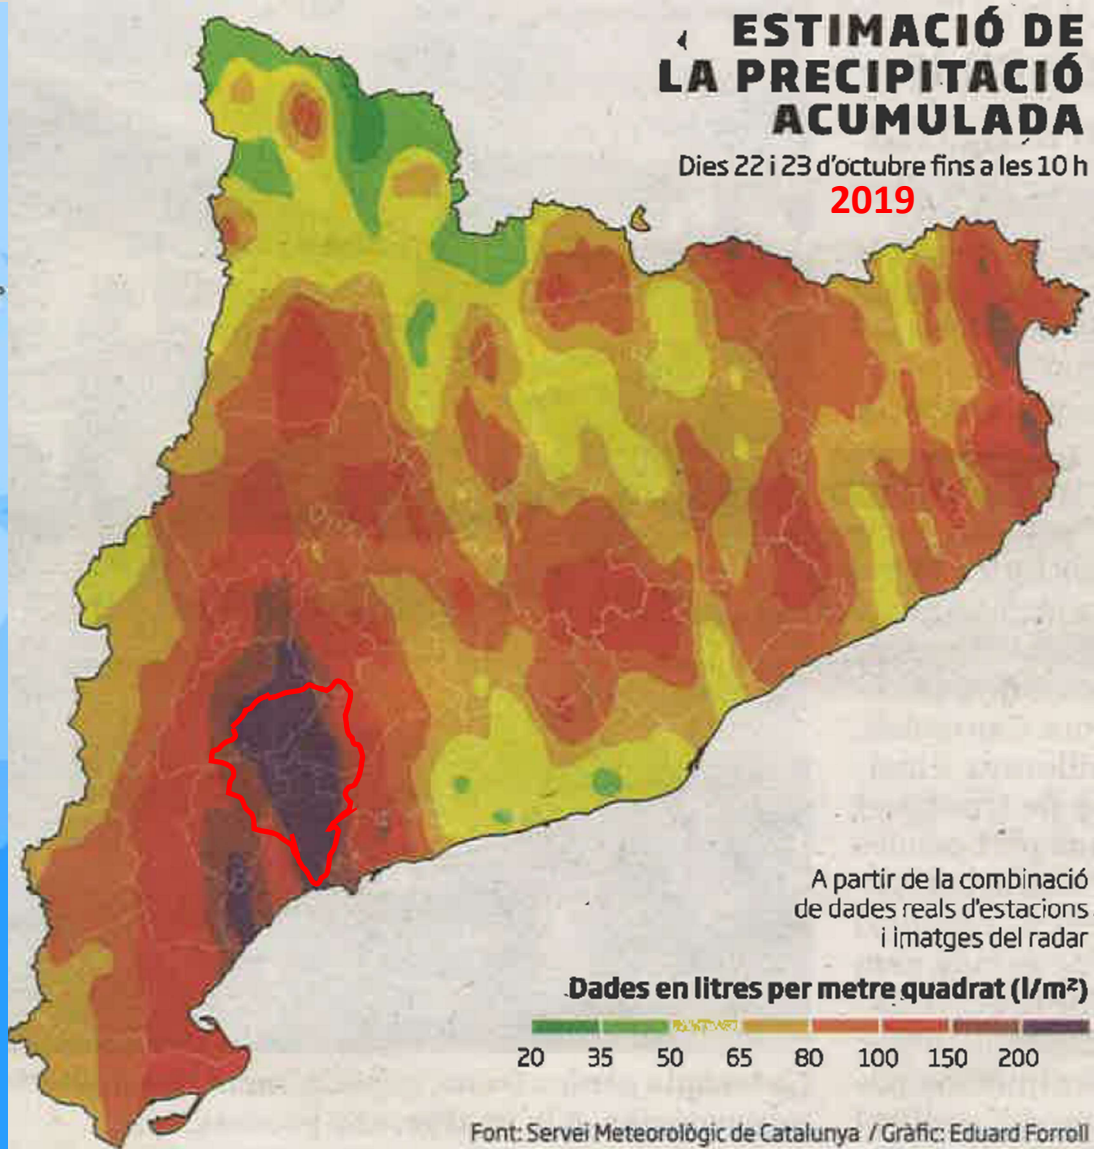 ESTIMACIÓ DE
LA PRECIPITACIÓ
ACUMULADA
Dies 22 i 23 d'octubre fins a les 10 h
2019
A partir de la combinació
de dades reals d'estacions
i imatges del radar
Dades en litres per metre quadrat (l/m²)
20 35 50 65 80 100 150 200
Font: Servei Meteorològic de Catalunya / Gràfic: Eduard Forroll